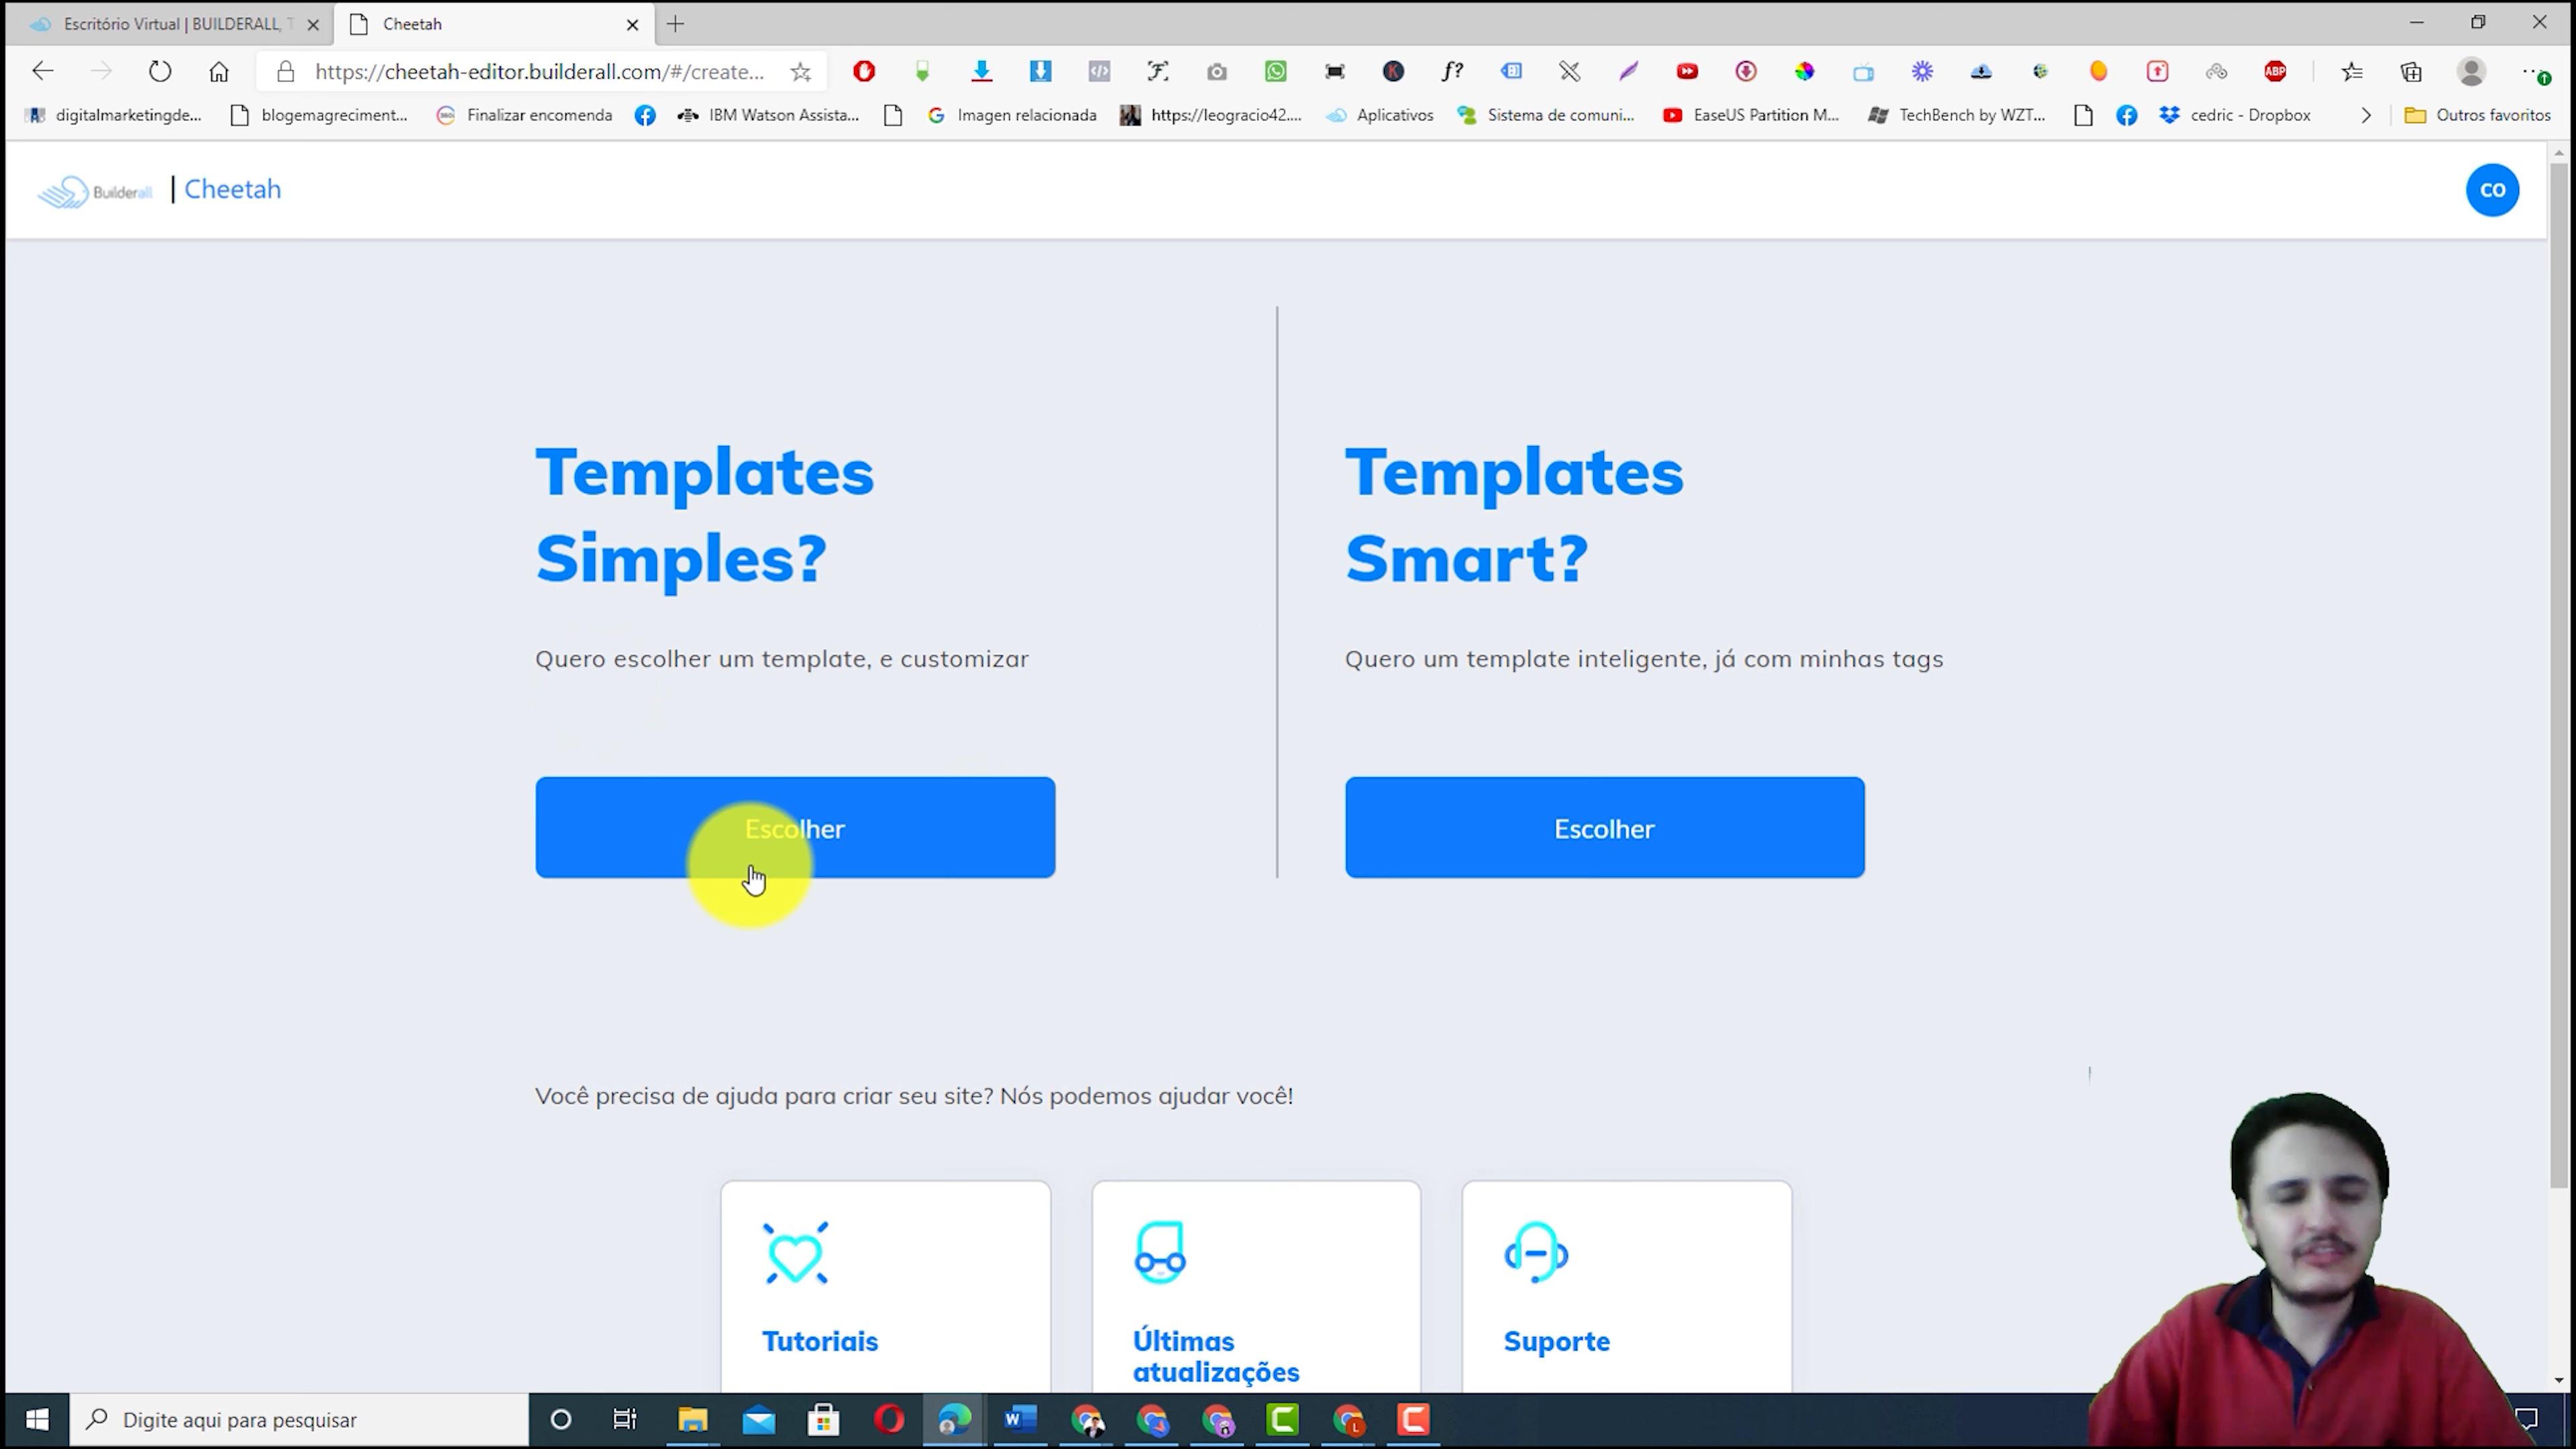 Escritório Virtual | BUILDERALL, T
Cheetah
https://cheetah-editor.builderall.com/#/create...
f?
ABP
digitalmarketingde...
blogemagreciment...
Finalizar encomenda
IBM Watson Assista...
Imagen relacionada
https://leogracio42....
Aplicativos
Sistema de comuni...
EaseUS Partition M...
TechBench by WZT...
cedric - Dropbox
Outros favoritos
Builderall | Cheetah
CO
Templates
Simples?
Quero escolher um template, e customizar
Escolher
Templates
Smart?
Quero um template inteligente, já com minhas tags
Escolher
Você precisa de ajuda para criar seu site? Nós podemos ajudar você!
Tutoriais
Últimas
atualizações
Suporte
Digite aqui para pesquisar